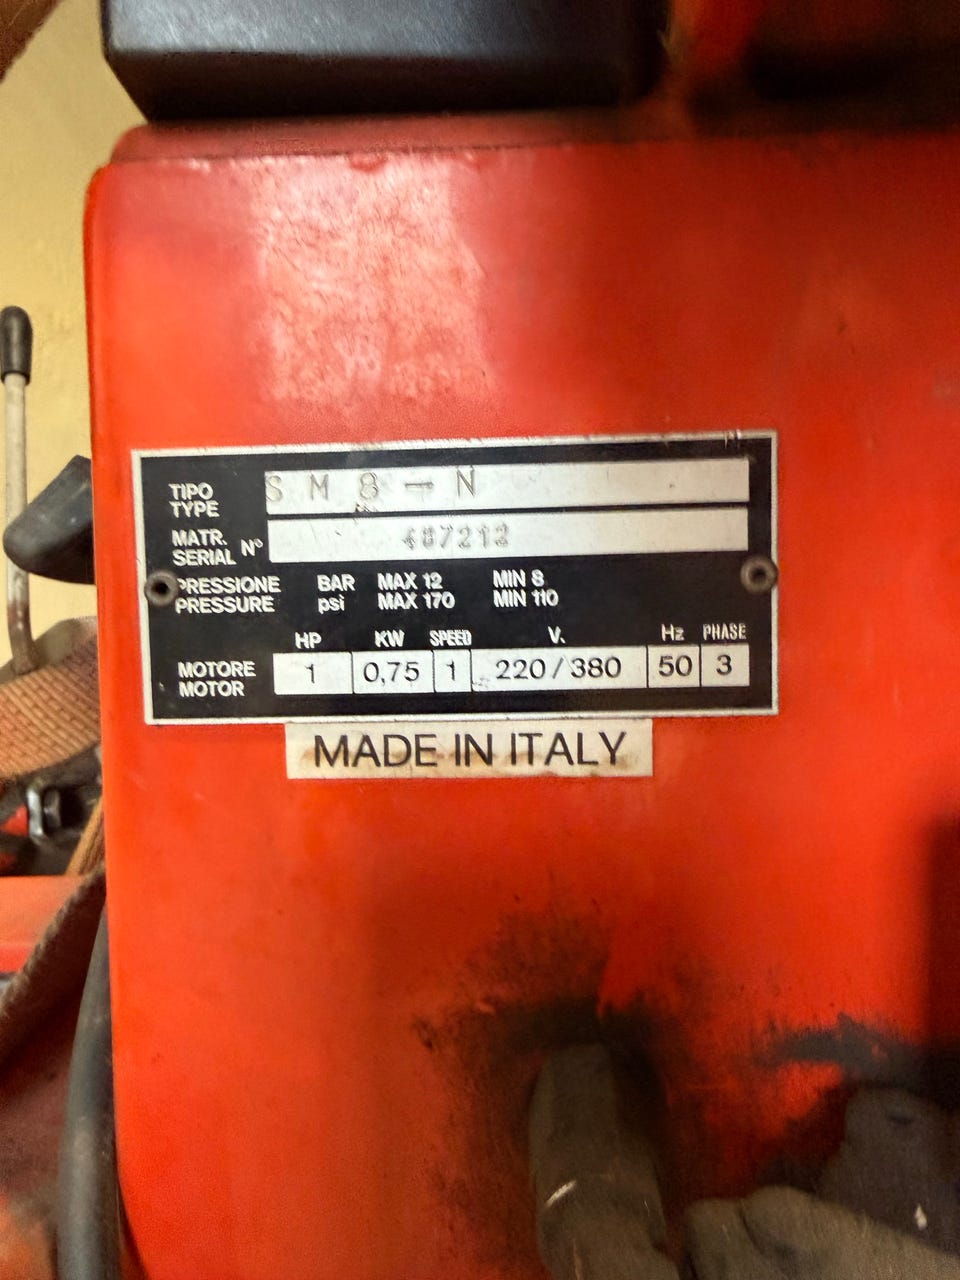 TIPO
TYPE
SM8-N
MATR.
SERIAL N°
487212
PRESSIONE BAR MAX 12 MIN 8
PRESSURE psi MAX 170 MIN 110
HP KW SPEED V. Hz PHASE
MOTORE
MOTOR
1 0,75 1 220/380 50 3
MADE IN ITALY